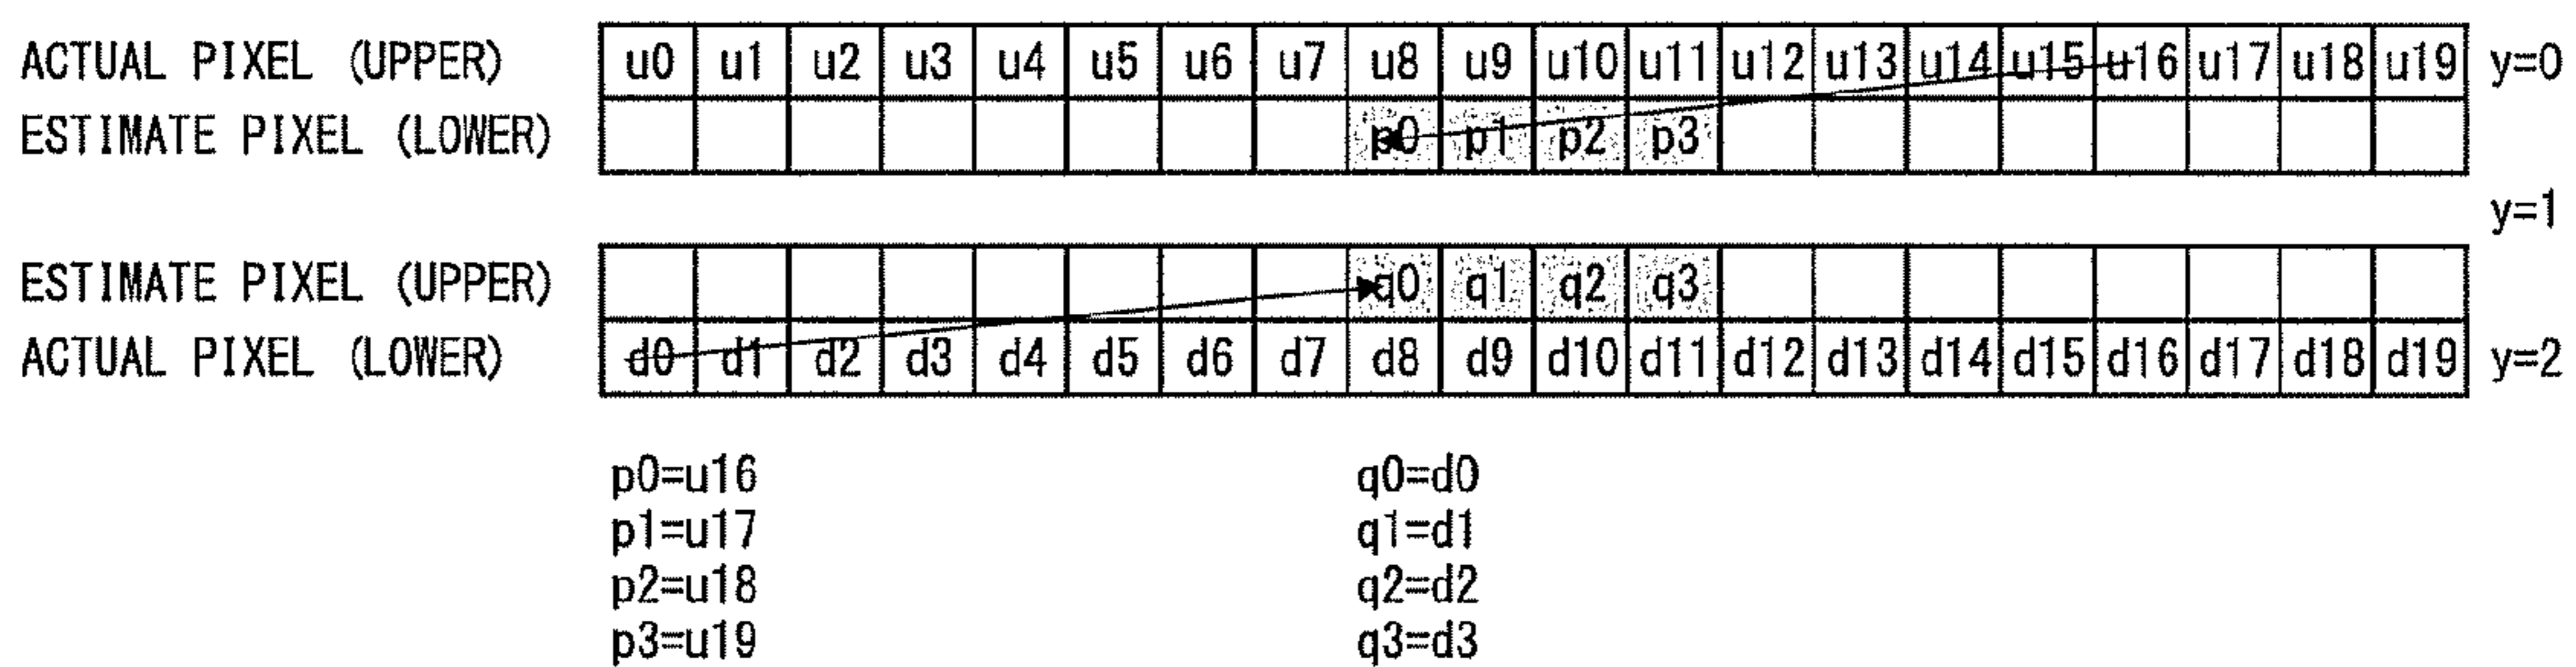 ACTUAL PIXEL (UPPER) u0 u1 u2 u3 u4 u5 u6 u7 u8 u9 u10 u11 u12 u13 u14 u15 u16 u17 u18 u19 y=0
ESTIMATE PIXEL (LOWER) p0 p1 p2 p3
y=1
ESTIMATE PIXEL (UPPER) q0 q1 q2 q3
ACTUAL PIXEL (LOWER) d0 d1 d2 d3 d4 d5 d6 d7 d8 d9 d10 d11 d12 d13 d14 d15 d16 d17 d18 d19 y=2
p0=u16 q0=d0
p1=u17 q1=d1
p2=u18 q2=d2
p3=u19 q3=d3